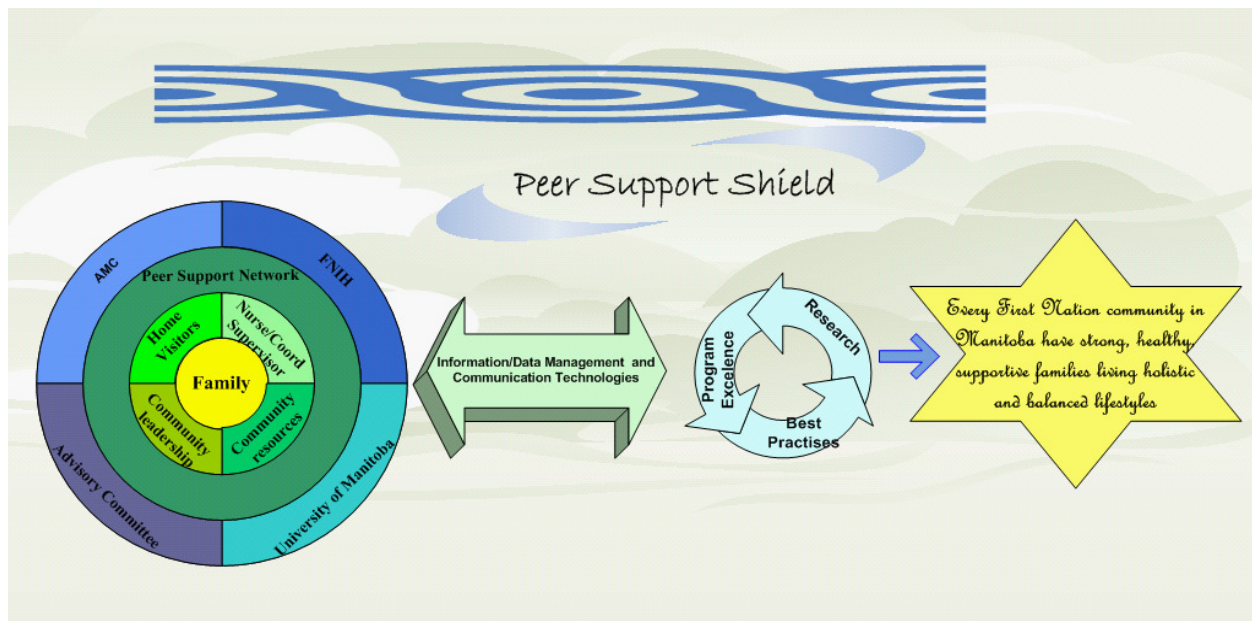 Peer Support Shield
AMC
FNIH
Peer Support Network
Home
Visitors
Nurse/Coord
Supervisor
Family
Community
leadership
Community
resources
Advisory Committee
University of Manitoba
Information/Data Management and
Communication Technologies
Program
Excelence
Research
Best
Practises
Every First Nation community in
Manitoba have strong, healthy,
supportive families living holistic
and balanced lifestyles